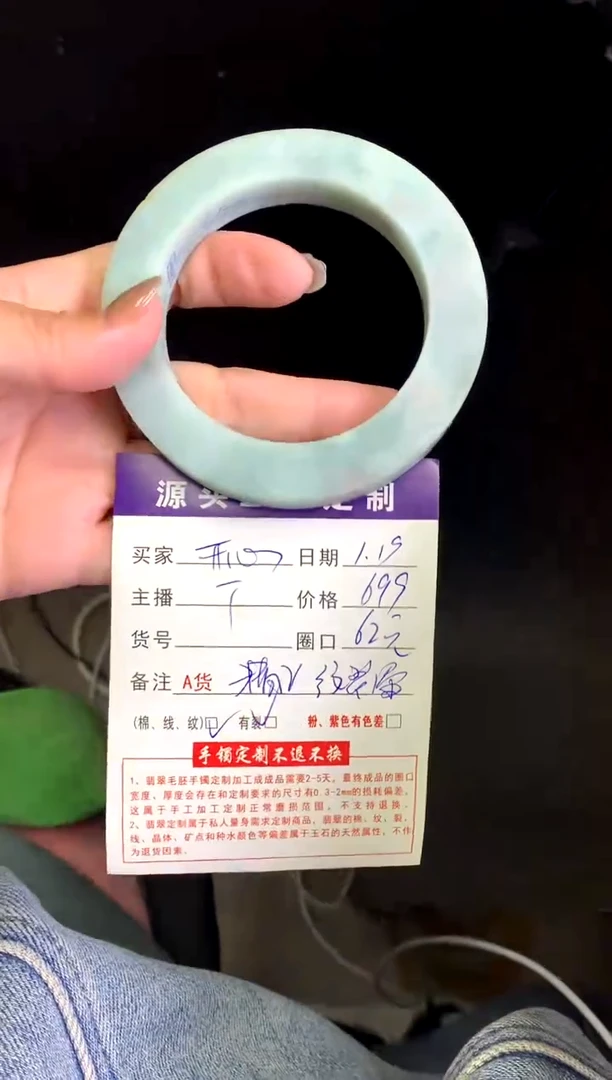 源头 定制
买家 开心 日期 1.19
主播 丁 价格 699
货号 圈口 62元
备注 A货
(棉、线、纹)□ 有裂□ 粉、紫色有色差□
手镯定制不退不换
1、翡翠毛胚手镯定制加工成成品需要2-5天。最终成品的圈口
宽度、厚度会存在和定制要求的尺寸有0.3-2mm的损耗偏差。
这属于手工加工定制正常磨损范围。不支持退换。
2、翡翠定制属于私人量身需求定制商品，翡翠的棉、纹、裂、
线、晶体、矿点和种水颜色等偏差属于玉石的天然属性，不作
为退货因素.